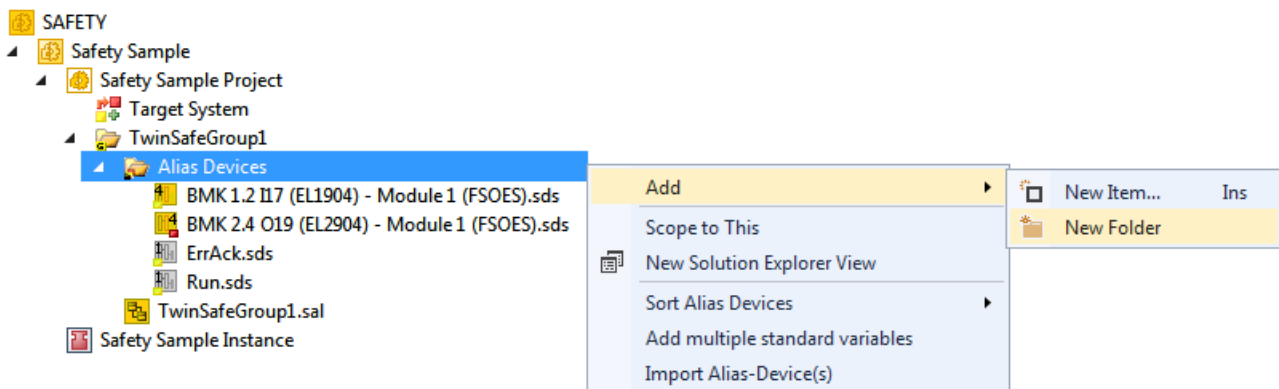 SAFETY
Safety Sample
Safety Sample Project
Target System
TwinSafeGroup1
Alias Devices
BMK 1.2 I17 (EL1904) - Module 1 (FSOES).sds
BMK 2.4 O19 (EL2904) - Module 1 (FSOES).sds
ErrAck.sds
Run.sds
TwinSafeGroup1.sal
Safety Sample Instance
Add
Scope to This
New Solution Explorer View
Sort Alias Devices
Add multiple standard variables
Import Alias-Device(s)
New Item... Ins
New Folder